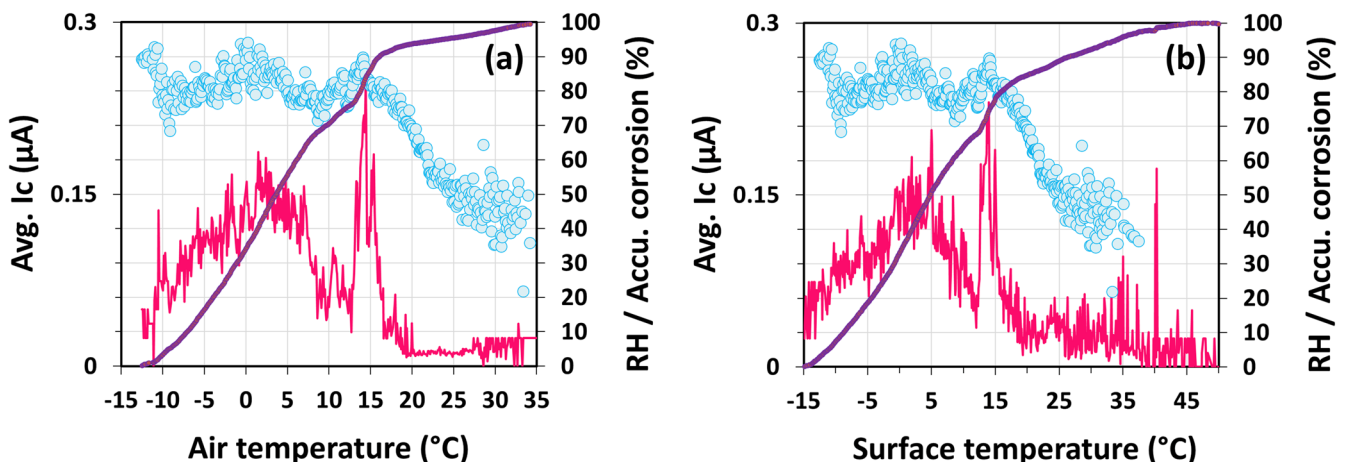 0.3
0.15
0
Avg. Ic (µA)
(a)
100
90
80
70
60
50
40
30
20
10
0
RH / Accu. corrosion (%)
-15 -10 -5 0 5 10 15 20 25 30 35
Air temperature (°C)
0.3
0.15
0
Avg. Ic (µA)
(b)
100
90
80
70
60
50
40
30
20
10
0
RH / Accu. corrosion (%)
-15 -5 5 15 25 35 45
Surface temperature (°C)